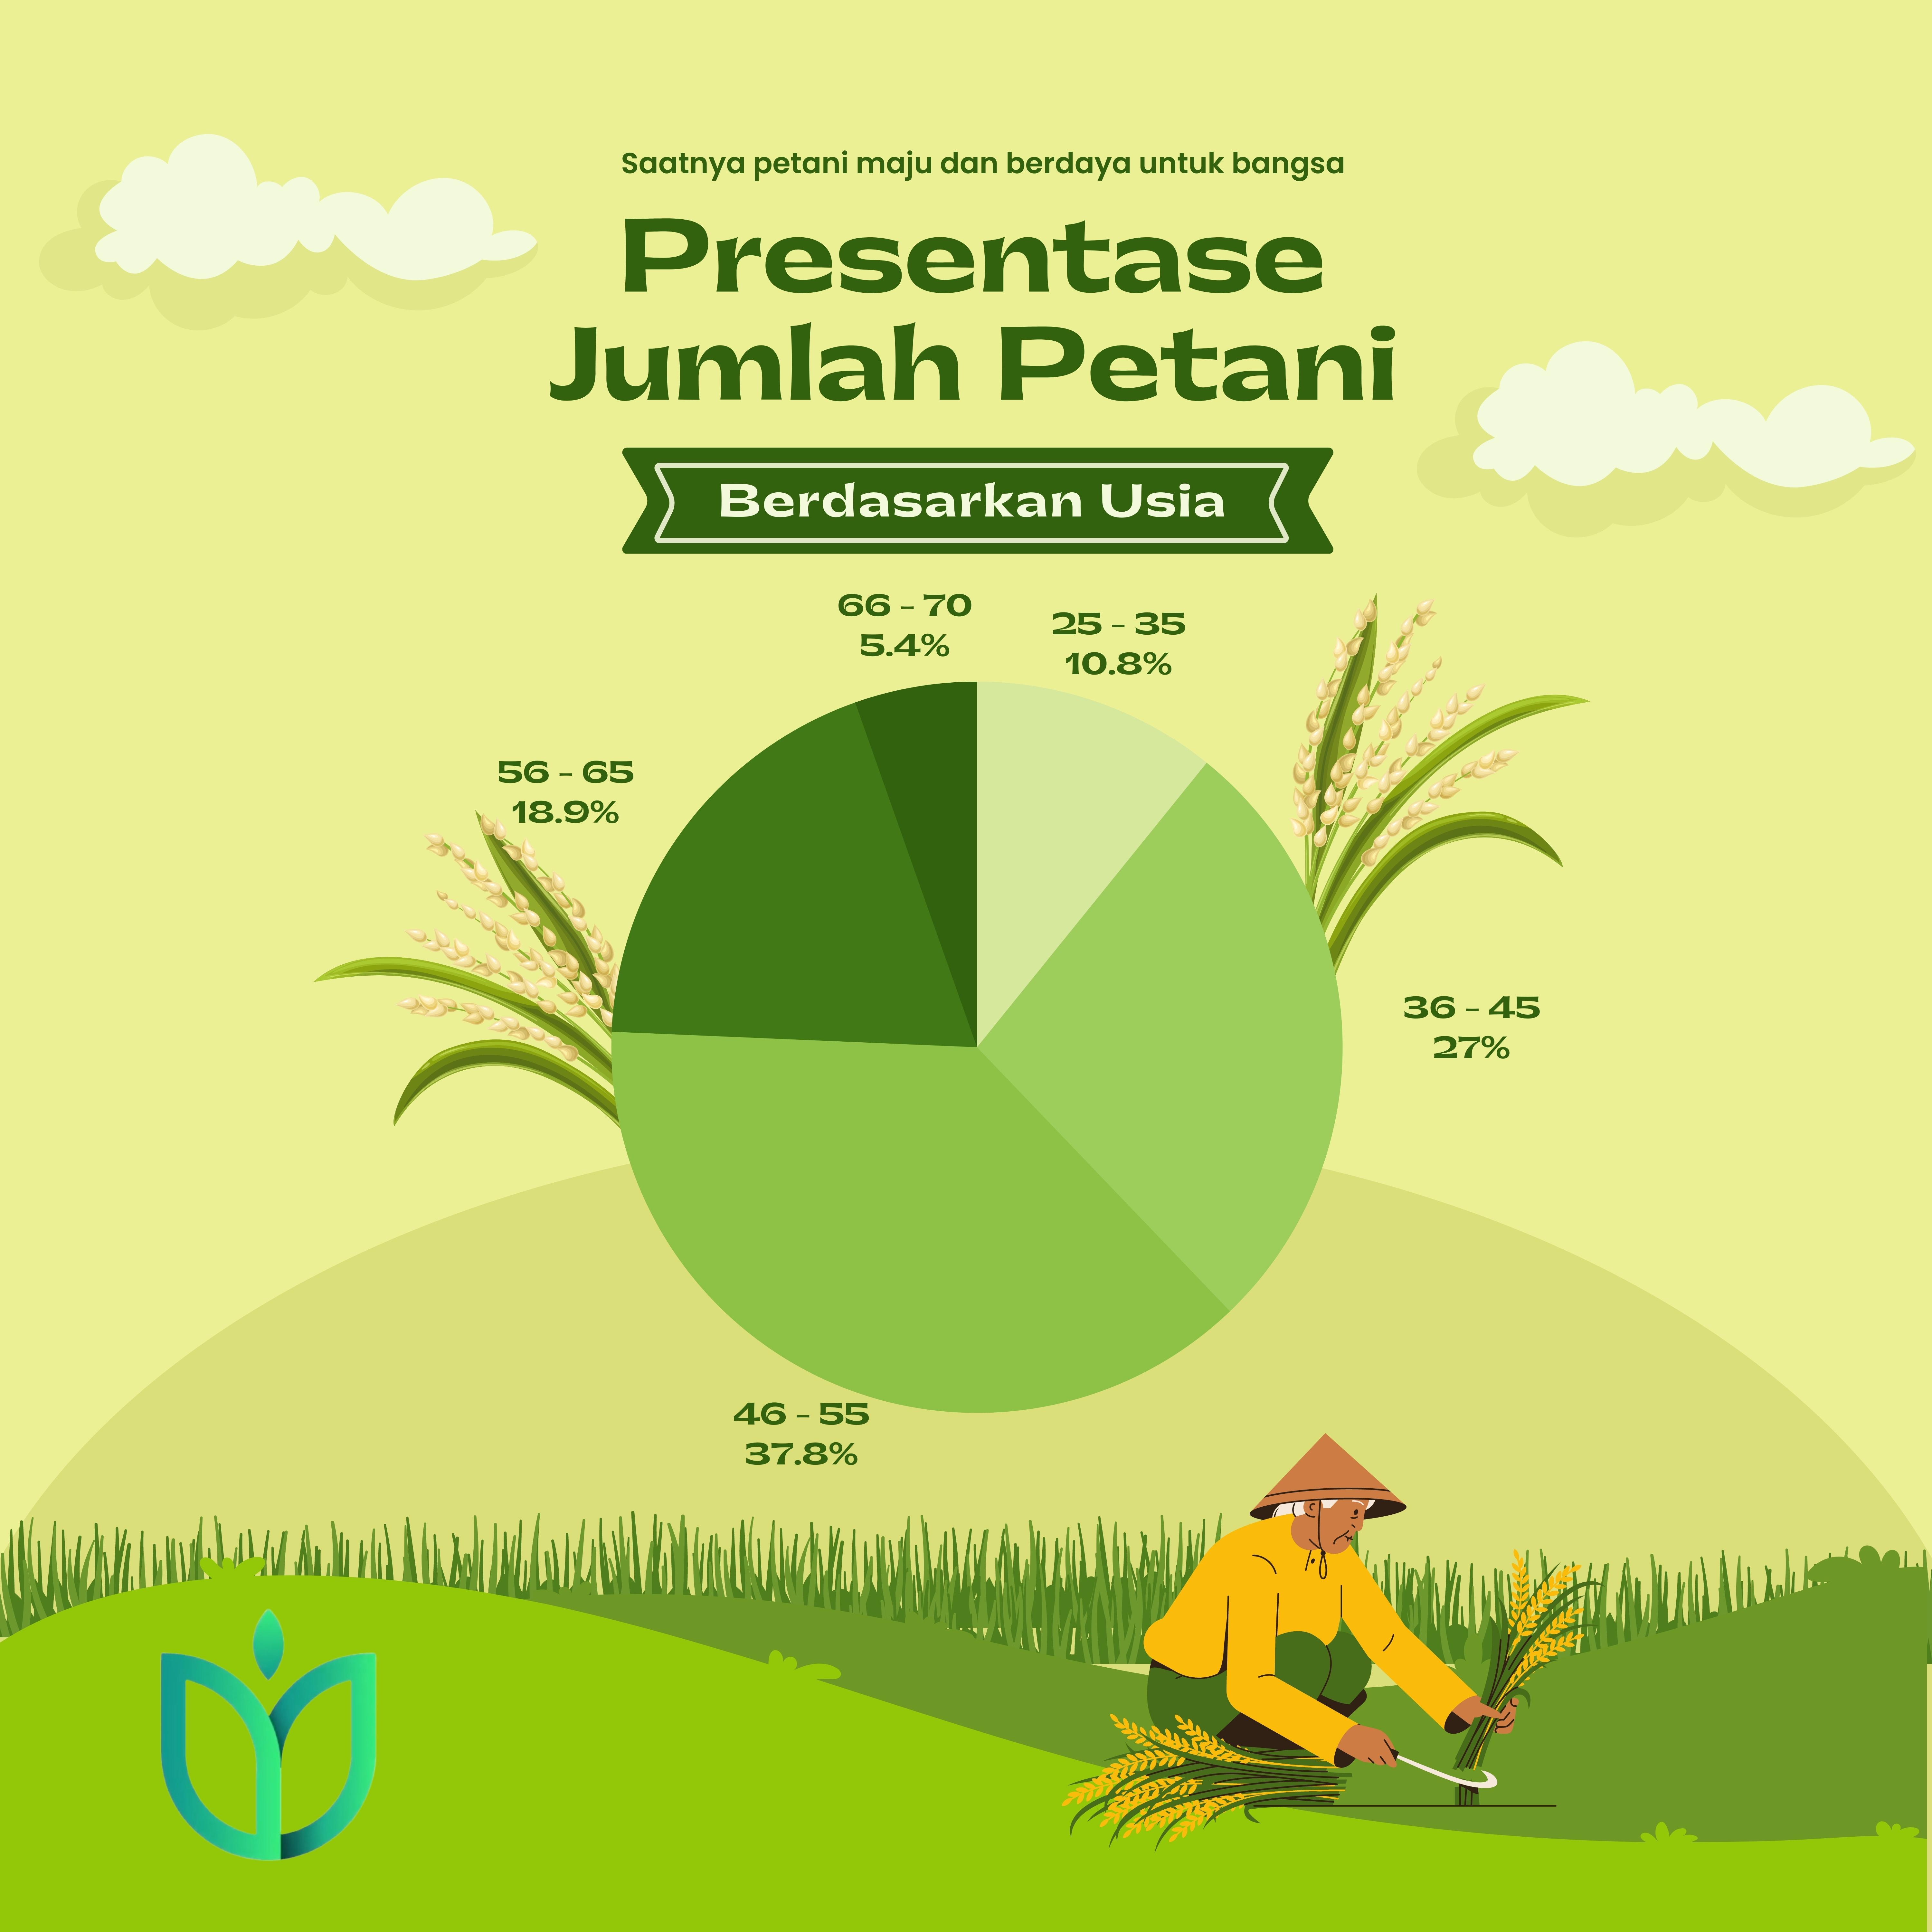 Saatnya petani maju dan berdaya untuk bangsa
Presentase
Jumlah Petani
Berdasarkan Usia
66 - 70
5.4%
25 - 35
10.8%
56 - 65
18.9%
36 - 45
27%
46 - 55
37.8%